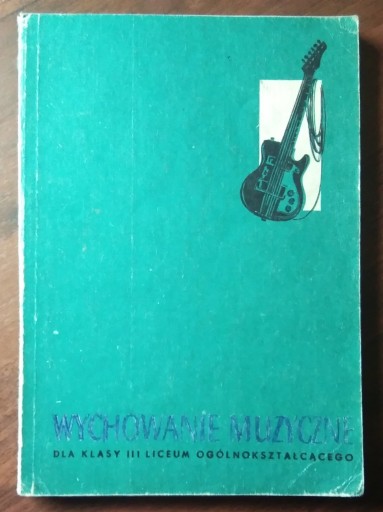 WYCHOWANIE MUZYCZNE
DLA KLASY III LICEUM OGÓLNOKSZTAŁCĄCEGO